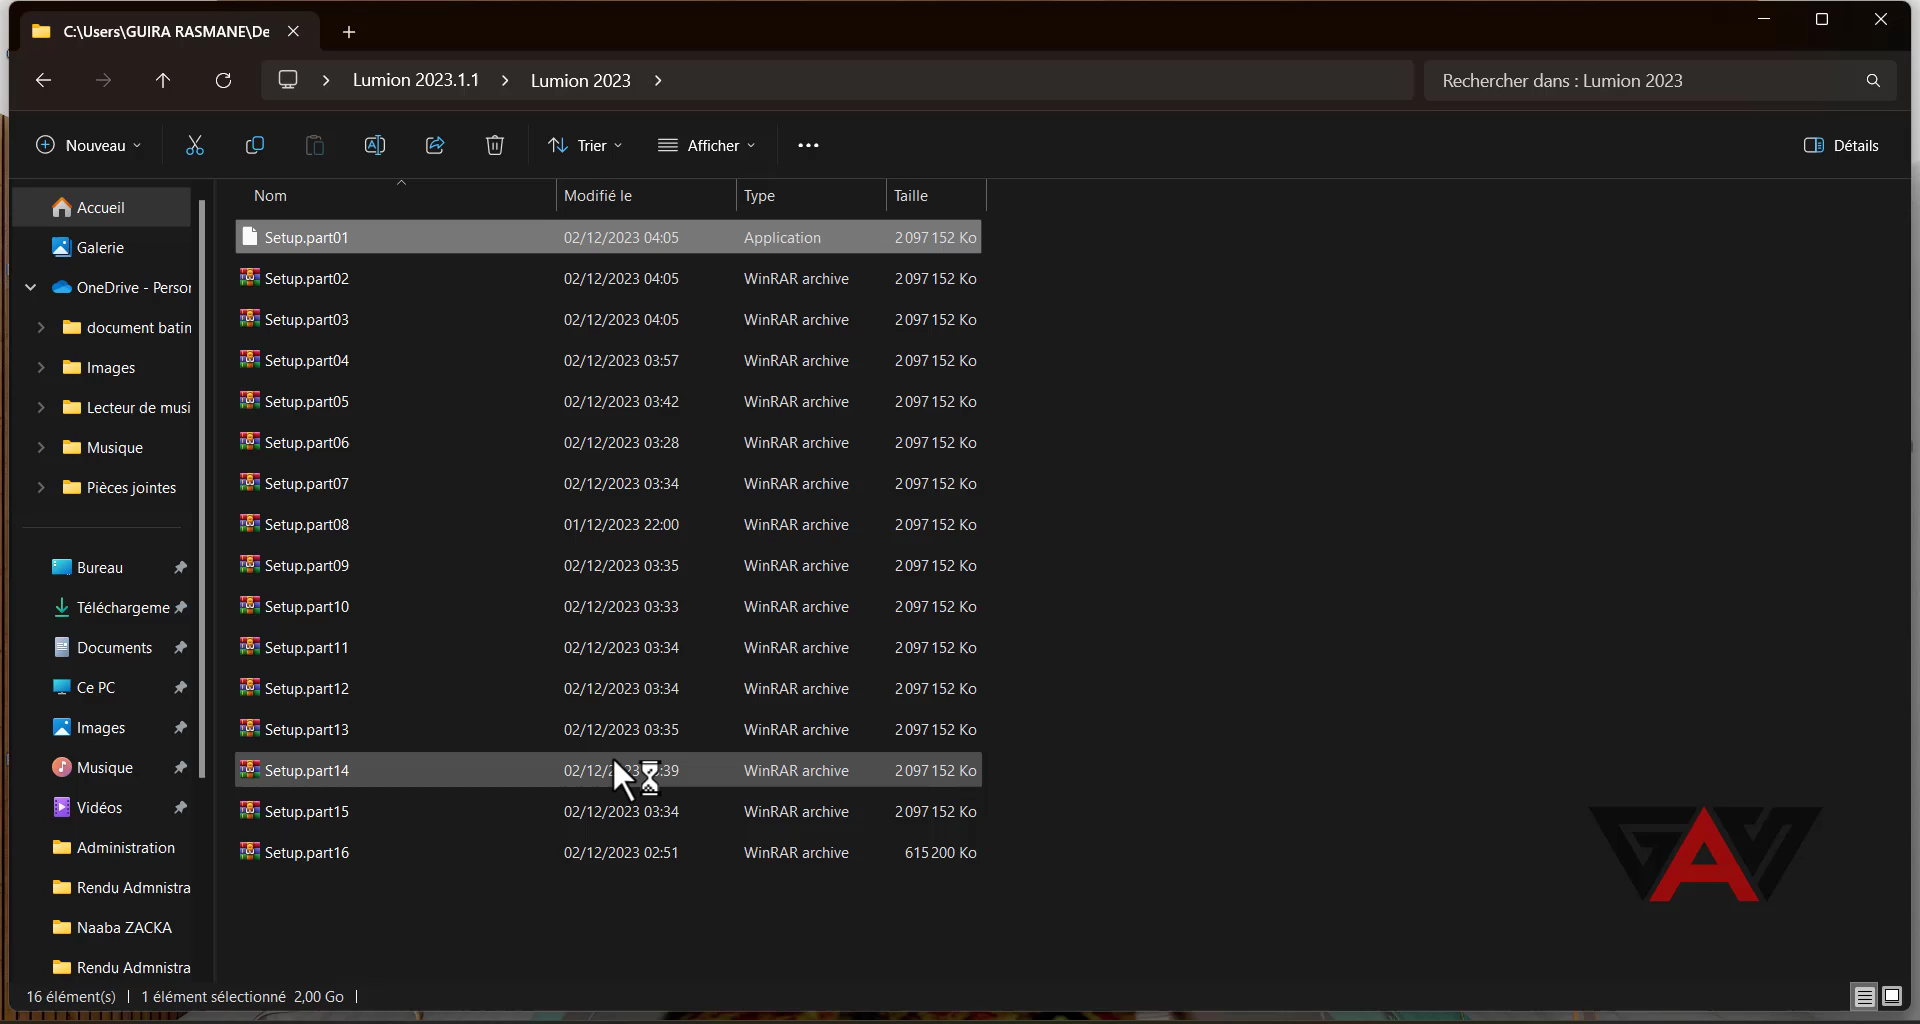 C:\Users\GUIRA RASMANE\De
Lumion 2023.1.1 Lumion 2023
Rechercher dans : Lumion 2023
Nouveau Trier Afficher Détails
Nom Modifié le Type Taille
Accueil
Galerie
OneDrive - Person
document batim
Images
Lecteur de musi
Musique
Pièces jointes
Bureau
Téléchargeme
Documents
Ce PC
Images
Musique
Vidéos
Administration
Rendu Admnistra
Naaba ZACKA
Rendu Admnistra
Setup.part01 02/12/2023 04:05 Application 2 097 152 Ko
Setup.part02 02/12/2023 04:05 WinRAR archive 2 097 152 Ko
Setup.part03 02/12/2023 04:05 WinRAR archive 2 097 152 Ko
Setup.part04 02/12/2023 03:57 WinRAR archive 2 097 152 Ko
Setup.part05 02/12/2023 03:42 WinRAR archive 2 097 152 Ko
Setup.part06 02/12/2023 03:28 WinRAR archive 2 097 152 Ko
Setup.part07 02/12/2023 03:34 WinRAR archive 2 097 152 Ko
Setup.part08 01/12/2023 22:00 WinRAR archive 2 097 152 Ko
Setup.part09 02/12/2023 03:35 WinRAR archive 2 097 152 Ko
Setup.part10 02/12/2023 03:33 WinRAR archive 2 097 152 Ko
Setup.part11 02/12/2023 03:34 WinRAR archive 2 097 152 Ko
Setup.part12 02/12/2023 03:34 WinRAR archive 2 097 152 Ko
Setup.part13 02/12/2023 03:35 WinRAR archive 2 097 152 Ko
Setup.part14 WinRAR archive 2 097 152 Ko
Setup.part15 02/12/2023 03:34 WinRAR archive 2 097 152 Ko
Setup.part16 02/12/2023 02:51 WinRAR archive 615 200 Ko
16 élément(s) 1 élément sélectionné 2,00 Go